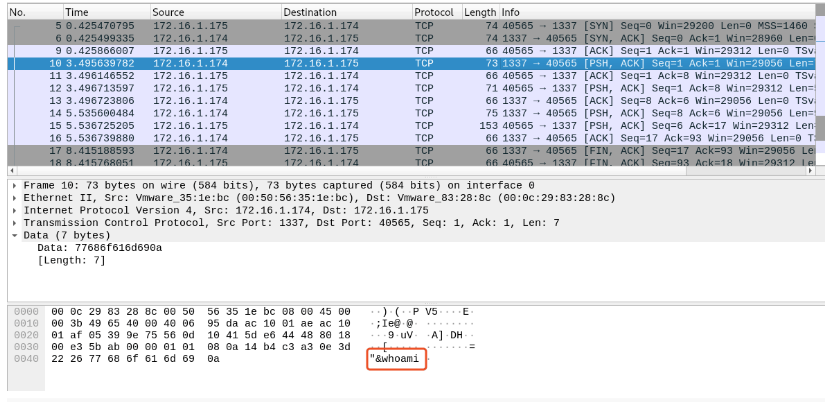 No. Time Source Destination Protocol Length Info
5 0.425470795 172.16.1.175 172.16.1.174 TCP 74 40565 → 1337 [SYN] Seq=0 Win=29200 Len=0 MSS=1460
6 0.425499335 172.16.1.174 172.16.1.175 TCP 74 1337 → 40565 [SYN, ACK] Seq=0 Ack=1 Win=28960 Len=
9 0.425866007 172.16.1.175 172.16.1.174 TCP 66 40565 → 1337 [ACK] Seq=1 Ack=1 Win=29312 Len=0 TSv
10 3.495639782 172.16.1.174 172.16.1.175 TCP 73 1337 → 40565 [PSH, ACK] Seq=1 Ack=1 Win=29056 Len=
11 3.496146552 172.16.1.175 172.16.1.174 TCP 66 40565 → 1337 [ACK] Seq=1 Ack=8 Win=29312 Len=0 TSv
12 3.496713597 172.16.1.175 172.16.1.174 TCP 71 40565 → 1337 [PSH, ACK] Seq=1 Ack=8 Win=29312 Len=
13 3.496723806 172.16.1.174 172.16.1.175 TCP 66 1337 → 40565 [ACK] Seq=8 Ack=6 Win=29056 Len=0 TSv
14 5.535600484 172.16.1.174 172.16.1.175 TCP 75 1337 → 40565 [PSH, ACK] Seq=8 Ack=6 Win=29056 Len=
15 5.536725205 172.16.1.175 172.16.1.174 TCP 153 40565 → 1337 [PSH, ACK] Seq=6 Ack=17 Win=29312 Len
16 5.536739880 172.16.1.174 172.16.1.175 TCP 66 1337 → 40565 [ACK] Seq=17 Ack=93 Win=29056 Len=0 T
17 8.415188593 172.16.1.174 172.16.1.175 TCP 66 1337 → 40565 [FIN, ACK] Seq=17 Ack=93 Win=29056 Le
18 8.415768051 172.16.1.175 172.16.1.174 TCP 66 40565 → 1337 [FIN, ACK] Seq=93 Ack=18 Win=29312 Le
Frame 10: 73 bytes on wire (584 bits), 73 bytes captured (584 bits) on interface 0
Ethernet II, Src: Vmware_35:1e:bc (00:50:56:35:1e:bc), Dst: Vmware_83:28:8c (00:0c:29:83:28:8c)
Internet Protocol Version 4, Src: 172.16.1.174, Dst: 172.16.1.175
Transmission Control Protocol, Src Port: 1337, Dst Port: 40565, Seq: 1, Ack: 1, Len: 7
Data (7 bytes)
Data: 77686f616d690a
[Length: 7]
0000 00 0c 29 83 28 8c 00 50 56 35 1e bc 08 00 45 00 ··)·(··P V5····E·
0010 00 3b 49 65 40 00 40 06 95 da ac 10 01 ae ac 10 ·;Ie@·@· ········
0020 01 af 05 39 9e 75 56 0d 10 41 5d e6 44 48 80 18 ···9·uV· ·A]·DH··
0030 00 e3 5b ab 00 00 01 01 08 0a 14 b4 c3 a3 0e 3d ··[····· ·······=
0040 22 26 77 68 6f 61 6d 69 0a "&whoami ·